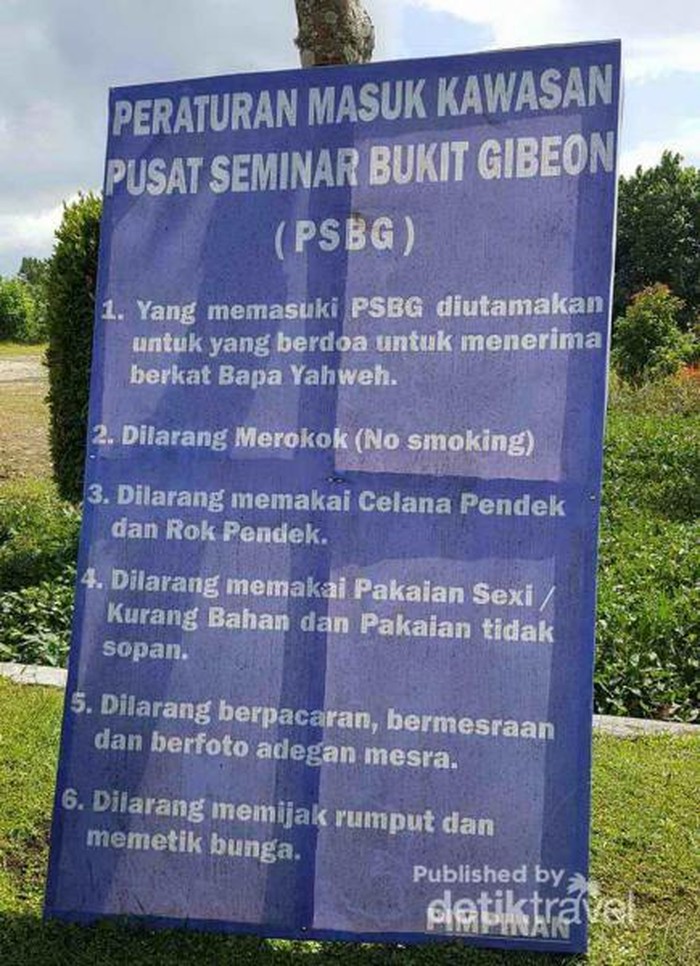 PERATURAN MASUK KAWASAN
PUSAT SEMINAR BUKIT GIBEON
( PSBG )
1. Yang memasuki PSBG diutamakan
untuk yang berdoa untuk menerima
berkat Bapa Yahweh.
2. Dilarang Merokok (No smoking)
3. Dilarang memakai Celana Pendek
dan Rok Pendek.
4. Dilarang memakai Pakaian Sexi /
Kurang Bahan dan Pakaian tidak
sopan.
5. Dilarang berpacaran, bermesraan
dan berfoto adegan mesra.
6. Dilarang memijak rumput dan
memetik bunga.
Published by
detiktravel
PIMPINAN